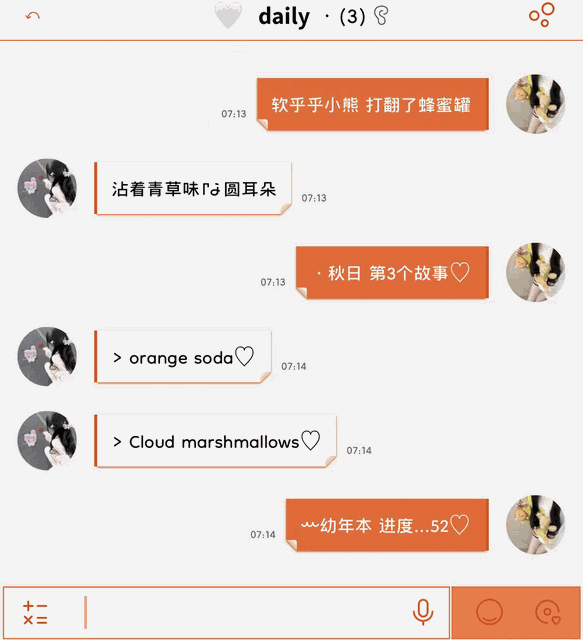 daily · (3)
软乎乎小熊 打翻了蜂蜜罐
07:13
沾着青草味な圆耳朵
07:13
· 秋日 第3个故事♡
07:13
> orange soda♡
07:14
> Cloud marshmallows♡
07:14
幼年本 进度...52♡
07:14